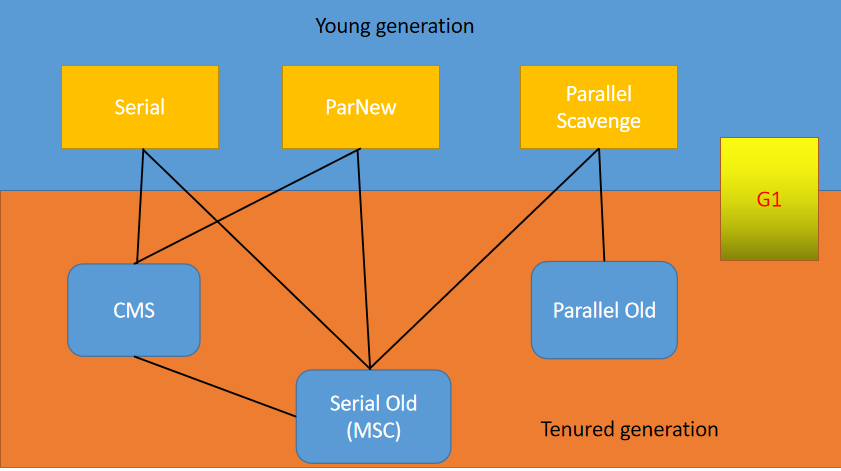 Young generation
Serial
ParNew
Parallel
Scavenge
G1
CMS
Parallel Old
Serial Old
(MSC)
Tenured generation